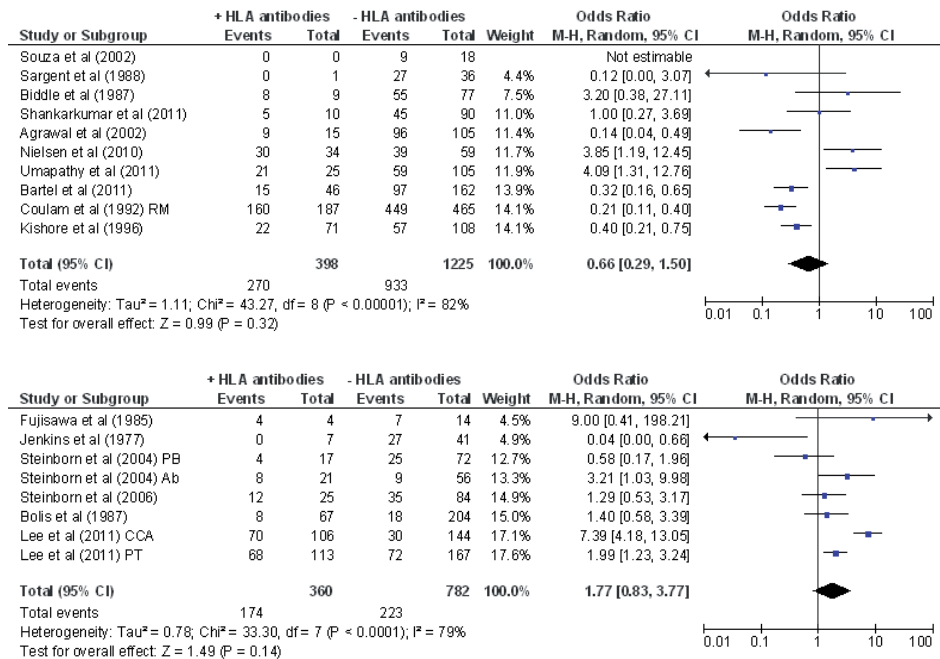 + HLA antibodies - HLA antibodies Odds Ratio Odds Ratio
Study or Subgroup Events Total Events Total Weight M-H, Random, 95% CI M-H, Random, 95% CI
Souza et al (2002) 0 0 9 18 Not estimable
Sargent et al (1988) 0 1 27 36 4.4% 0.12 [0.00, 3.07]
Biddle et al (1987) 8 9 55 77 7.5% 3.20 [0.38, 27.11]
Shankarkumar et al (2011) 5 10 45 90 11.0% 1.00 [0.27, 3.69]
Agrawal et al (2002) 9 15 96 105 11.4% 0.14 [0.04, 0.49]
Nielsen et al (2010) 30 34 39 59 11.7% 3.85 [1.19, 12.45]
Umapathy et al (2011) 21 25 59 105 11.9% 4.09 [1.31, 12.76]
Bartel et al (2011) 15 46 97 162 13.9% 0.32 [0.16, 0.65]
Coulam et al (1992) RM 160 187 449 465 14.1% 0.21 [0.11, 0.40]
Kishore et al (1996) 22 71 57 108 14.1% 0.40 [0.21, 0.75]
Total (95% CI) 398 1225 100.0% 0.66 [0.29, 1.50]
Total events 270 933
Heterogeneity: Tau² = 1.11; Chi² = 43.27, df = 8 (P < 0.00001); I² = 82%
Test for overall effect: Z = 0.99 (P = 0.32)
0.01 0.1 1 10 100
+ HLA antibodies - HLA antibodies Odds Ratio Odds Ratio
Study or Subgroup Events Total Events Total Weight M-H, Random, 95% CI M-H, Random, 95% CI
Fujisawa et al (1985) 4 4 7 14 4.5% 9.00 [0.41, 198.21]
Jenkins et al (1977) 0 7 27 41 4.9% 0.04 [0.00, 0.66]
Steinborn et al (2004) PB 4 17 25 72 12.7% 0.58 [0.17, 1.96]
Steinborn et al (2004) Ab 8 21 9 56 13.3% 3.21 [1.03, 9.98]
Steinborn et al (2006) 12 25 35 84 14.9% 1.29 [0.53, 3.17]
Bolis et al (1987) 8 67 18 204 15.0% 1.40 [0.58, 3.39]
Lee et al (2011) CCA 70 106 30 144 17.1% 7.39 [4.18, 13.05]
Lee et al (2011) PT 68 113 72 167 17.6% 1.99 [1.23, 3.24]
Total (95% CI) 360 782 100.0% 1.77 [0.83, 3.77]
Total events 174 223
Heterogeneity: Tau² = 0.78; Chi² = 33.30, df = 7 (P < 0.0001); I² = 79%
Test for overall effect: Z = 1.49 (P = 0.14)
0.01 0.1 1 10 100